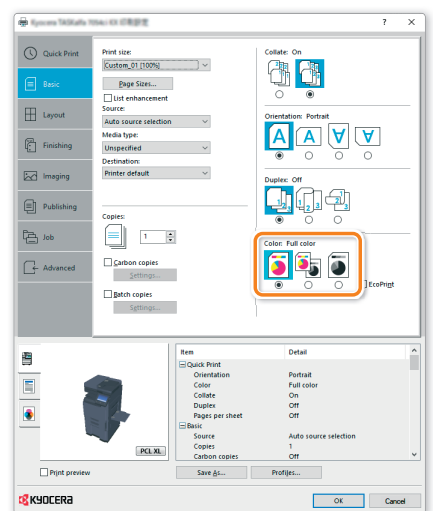 ? ×
Quick Print
Basic
Layout
Finishing
Imaging
Publishing
Job
Advanced
Print size:
Custom_01 [100%]
Page Sizes...
List enhancement
Source:
Auto source selection
Media type:
Unspecified
Destination:
Printer default
Copies:
1
Carbon copies
Settings...
Batch copies
Settings...
Collate: On
Orientation: Portrait
A A A A
Duplex: Off
Color: Full color
EcoPrint
PCL XL
Print preview
Item Detail
Quick Print
Orientation Portrait
Color Full color
Collate On
Duplex Off
Pages per sheet Off
Basic
Source Auto source selection
Copies 1
Carbon copies Off
Save As... Profiles...
KYOCERA
OK Cancel